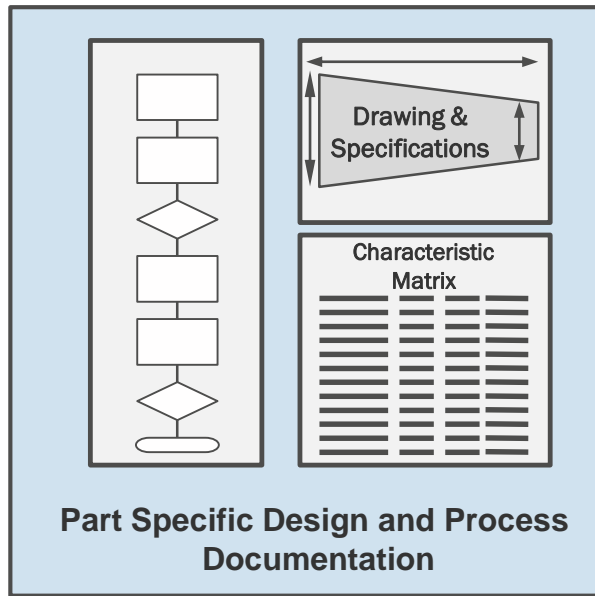 Drawing &
Specifications
Characteristic
Matrix
Part Specific Design and Process
Documentation